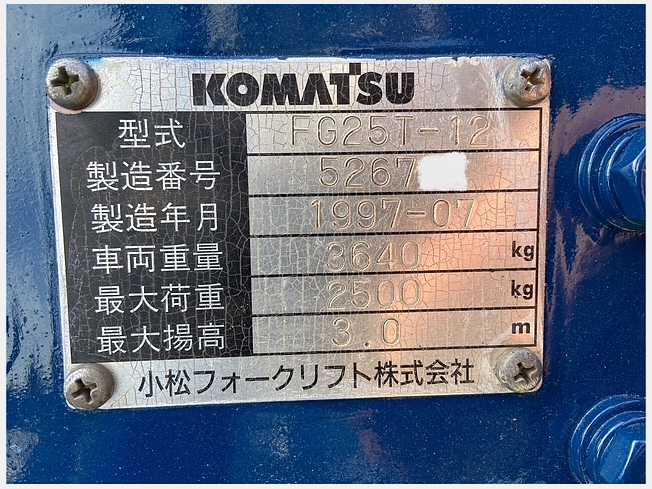 KOMATSU
型式 FG25T-12
製造番号 5267
製造年月 1997-07
車両重量 3640 kg
最大荷重 2500 kg
最大揚高 3.0 m
小松フォークリフト株式会社